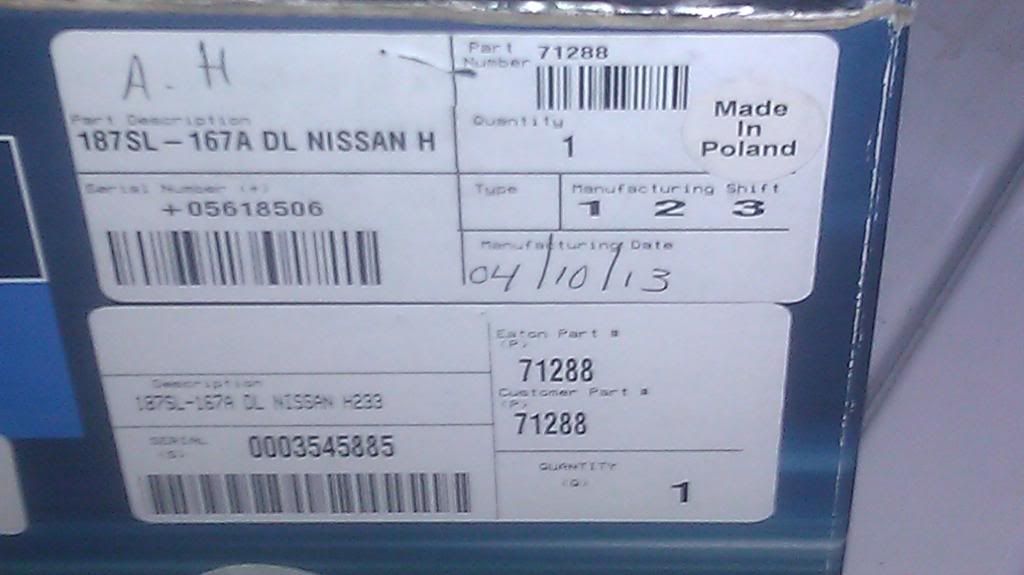 A. H
Part Description
187SL-167A DL NISSAN H
Part Number 71288
Quantity
1
Made
In
Poland
Serial Number (+)
+05618506
Type
Manufacturing Shift
1 2 3
Manufacturing Date
04/10/13
Eaton Part #
(P)
71288
Customer Part #
(P)
71288
Description
187SL-167A DL NISSAN H233
SERIAL
(S)
0003545885
QUANTITY
(Q)
1